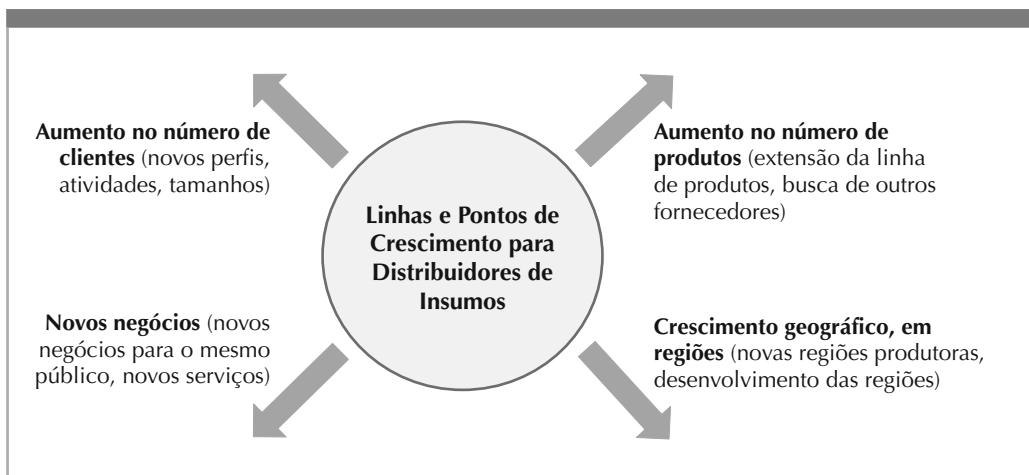 Aumento no número de
clientes (novos perfis,
atividades, tamanhos)
Aumento no número de
produtos (extensão da linha
de produtos, busca de outros
fornecedores)
Linhas e Pontos de
Crescimento para
Distribuidores de
Insumos
Novos negócios (novos
negócios para o mesmo
público, novos serviços)
Crescimento geográfico, em
regiões (novas regiões produtoras,
desenvolvimento das regiões)